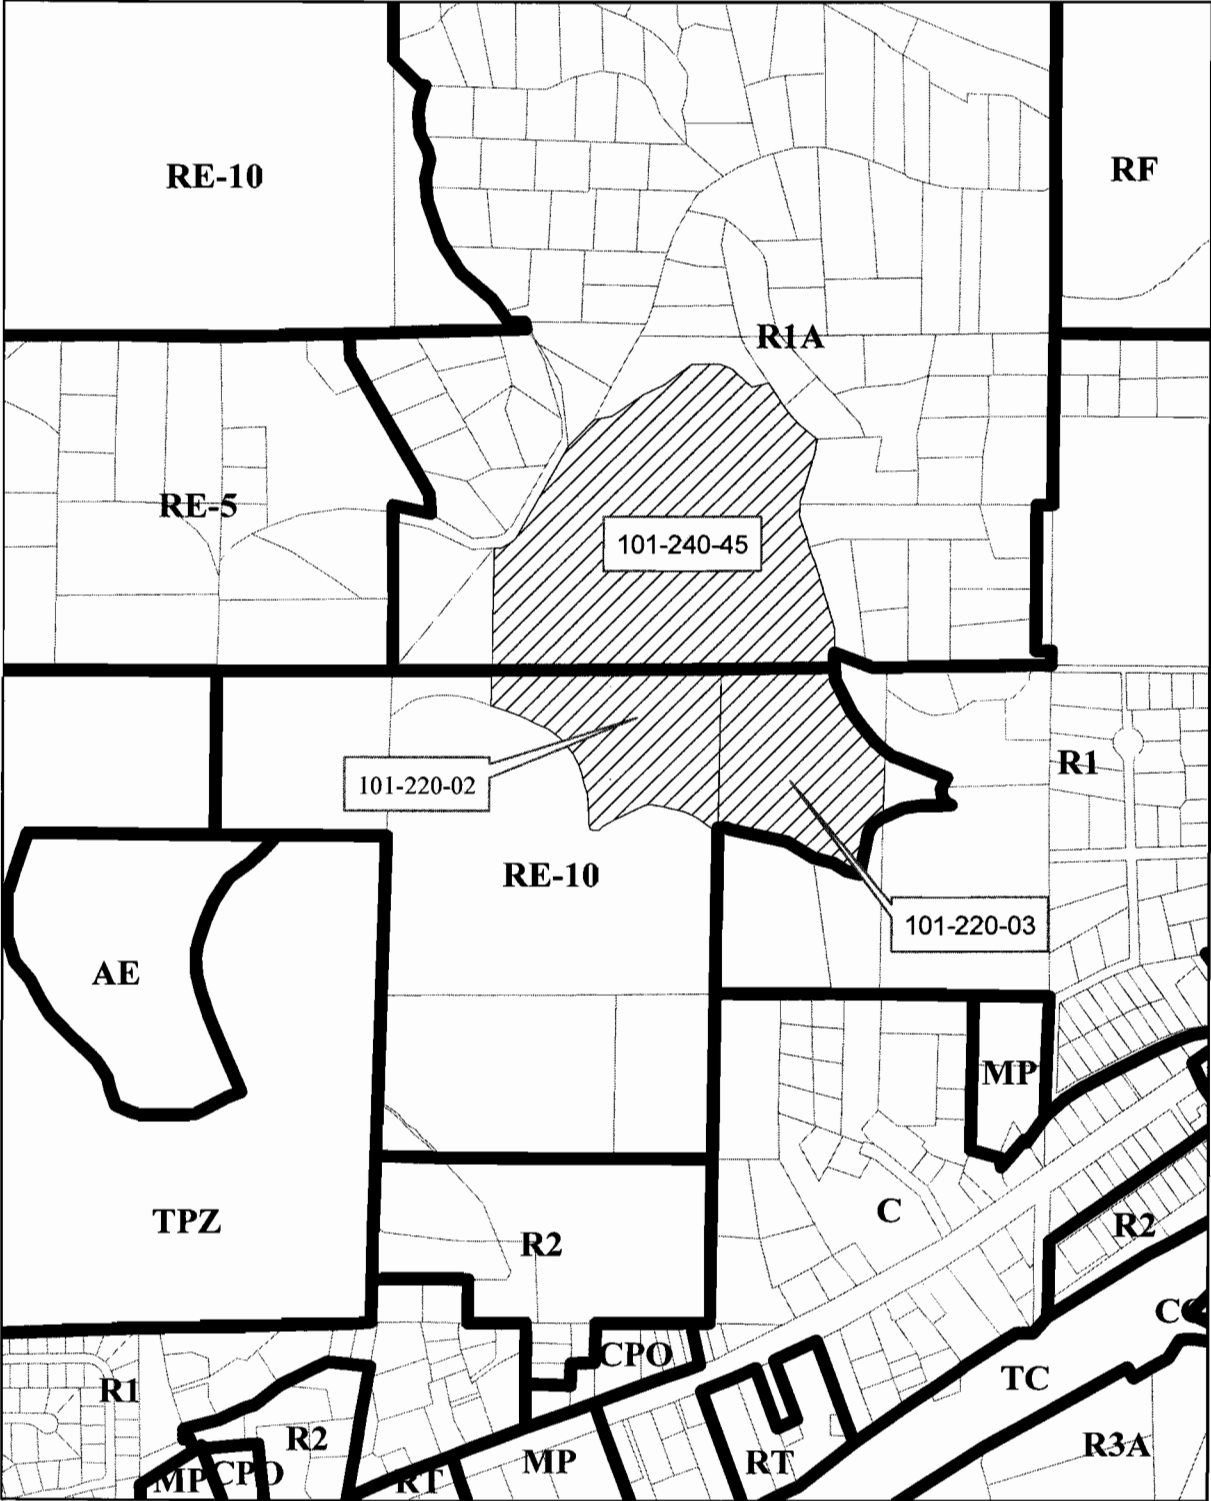 RE-10
RF
R1A
RE-5
101-240-45
R1
101-220-02
RE-10
101-220-03
AE
MP
TPZ
C
R2
R2
CPO
TC
R1
R2
MP
CPO
RT
MP
RT
R3A